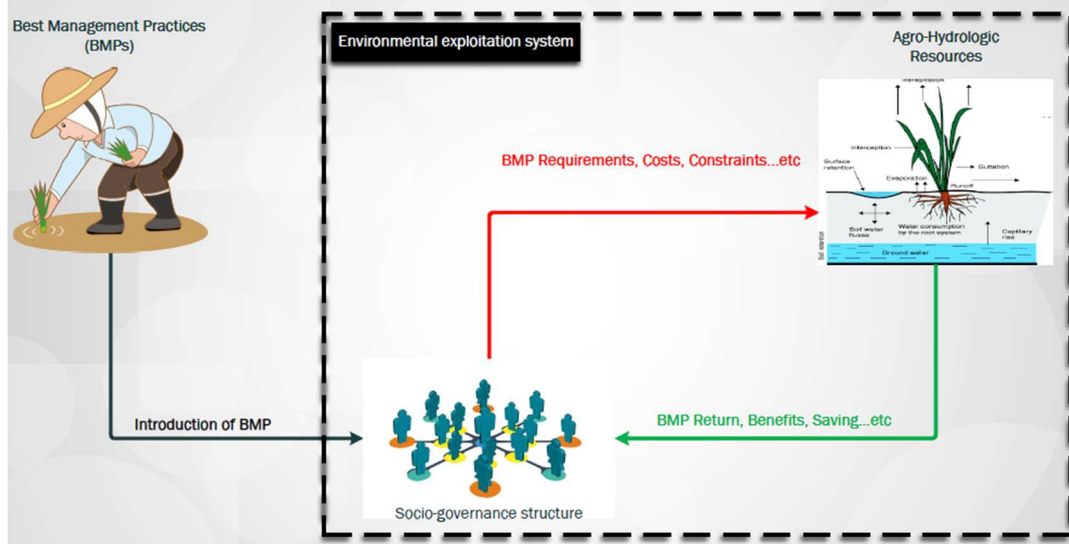 Best Management Practices
(BMPs)
Environmental exploitation system
Agro-Hydrologic
Resources
BMP Requirements, Costs, Constraints...etc
Interception
Surface
retention
Guttation
Evaporation
Runoff
Soil water
fluxes
Water consumption
by the root system
Capillary
rise
Ground water
Soil retention
Introduction of BMP
BMP Return, Benefits, Saving...etc
Socio-governance structure